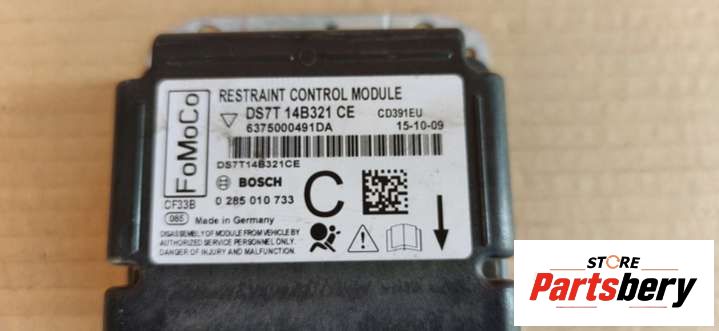 FoMoCo
RESTRAINT CONTROL MODULE
DS7T 14B321 CE CD391EU
6375000491DA 15-10-09
DS7T14B321CE
BOSCH
CF33B 0 285 010 733
C
085 Made in Germany
DISASSEMBLY OF MODULE FROM VEHICLE BY
AUTHORIZED SERVICE PERSONNEL ONLY.
DANGER OF INJURY AND MALFUNCTION.
STORE
Partsbery